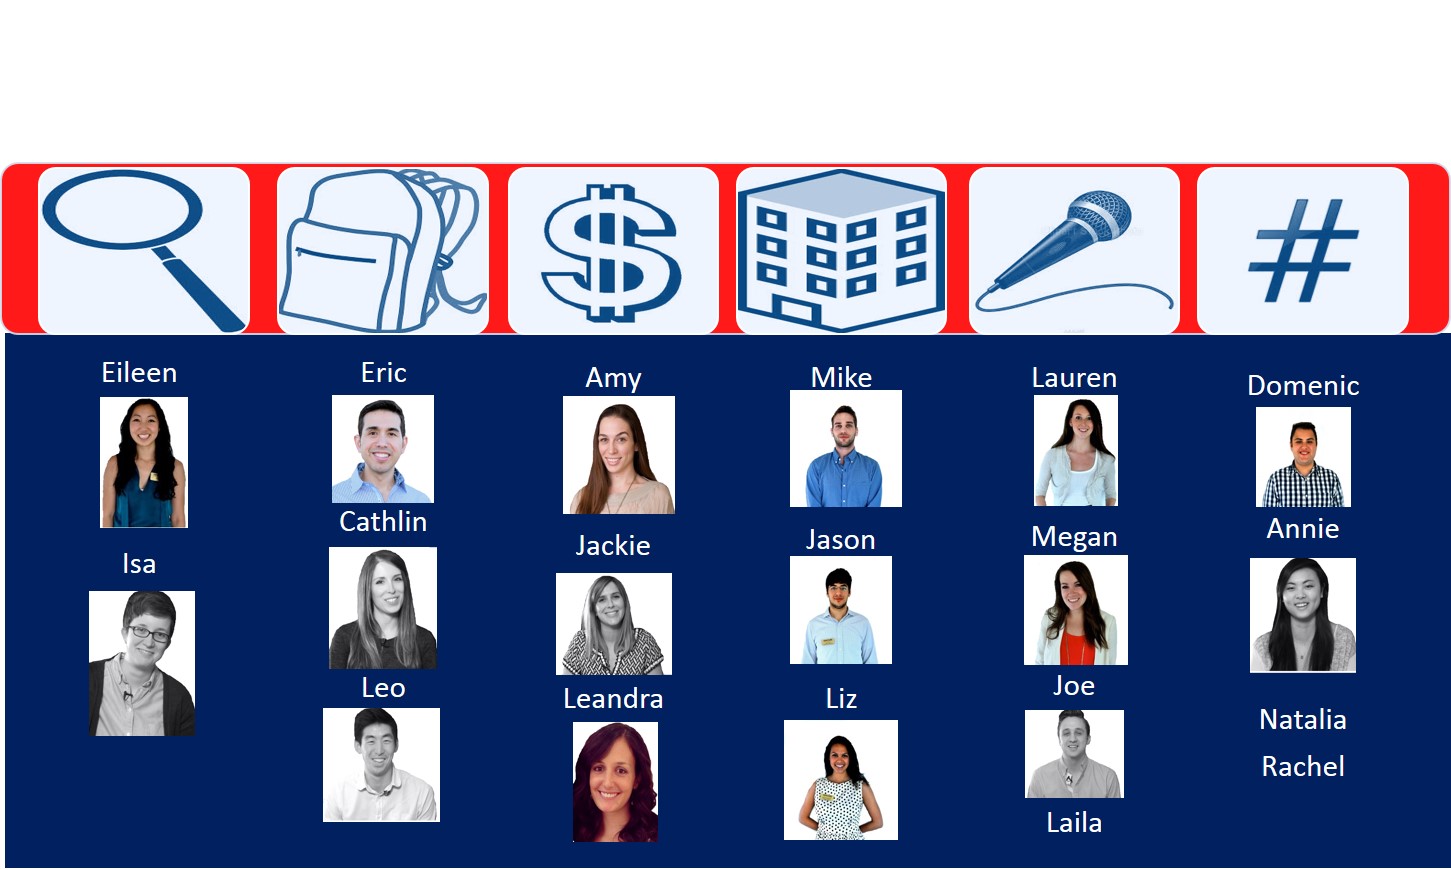 $
#
Eileen
Isa
Eric
Cathlin
Leo
Amy
Jackie
Leandra
Mike
Jason
Liz
Lauren
Megan
Joe
Laila
Domenic
Annie
Natalia
Rachel